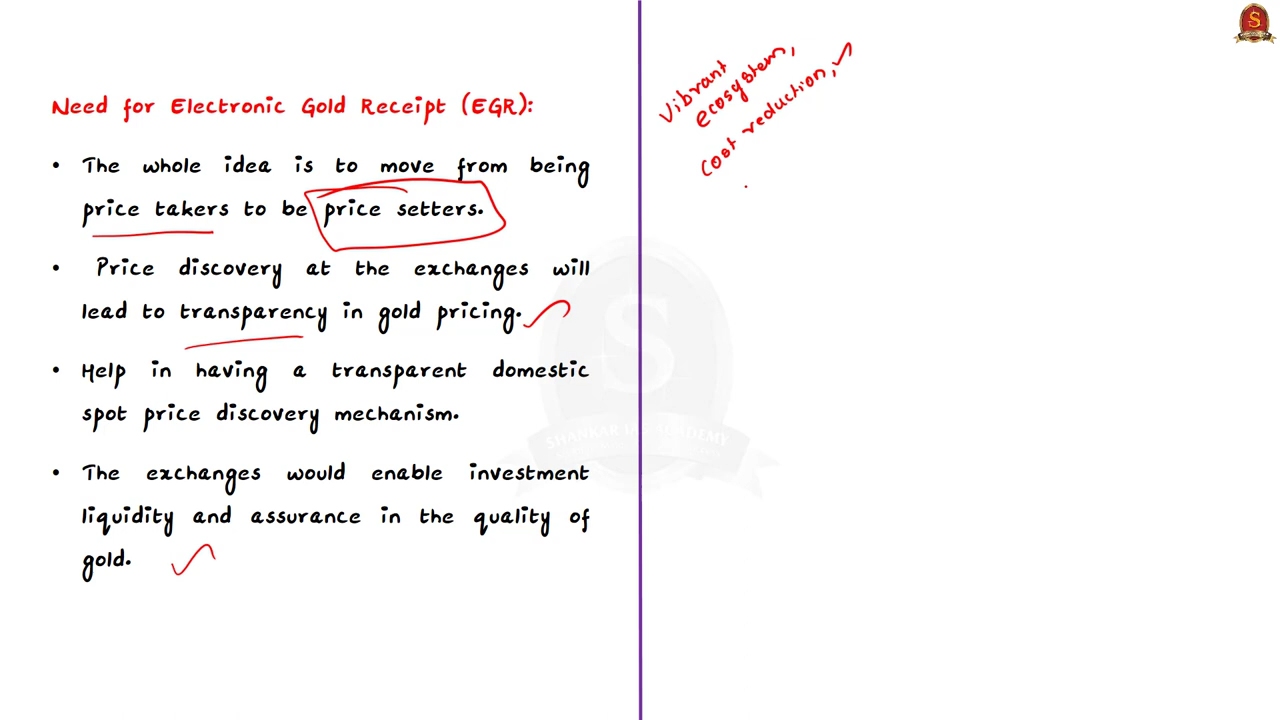 Need for Electronic Gold Receipt (EGR):
• The whole idea is to move from being
price takers to be price setters.
• Price discovery at the exchanges will
lead to transparency in gold pricing.
• Help in having a transparent domestic
spot price discovery mechanism.
• The exchanges would enable investment
liquidity and assurance in the quality of
gold.
Vibrant
ecosystem,
Cost reduction,
S
SHANKAR IAS ACADEMY
S